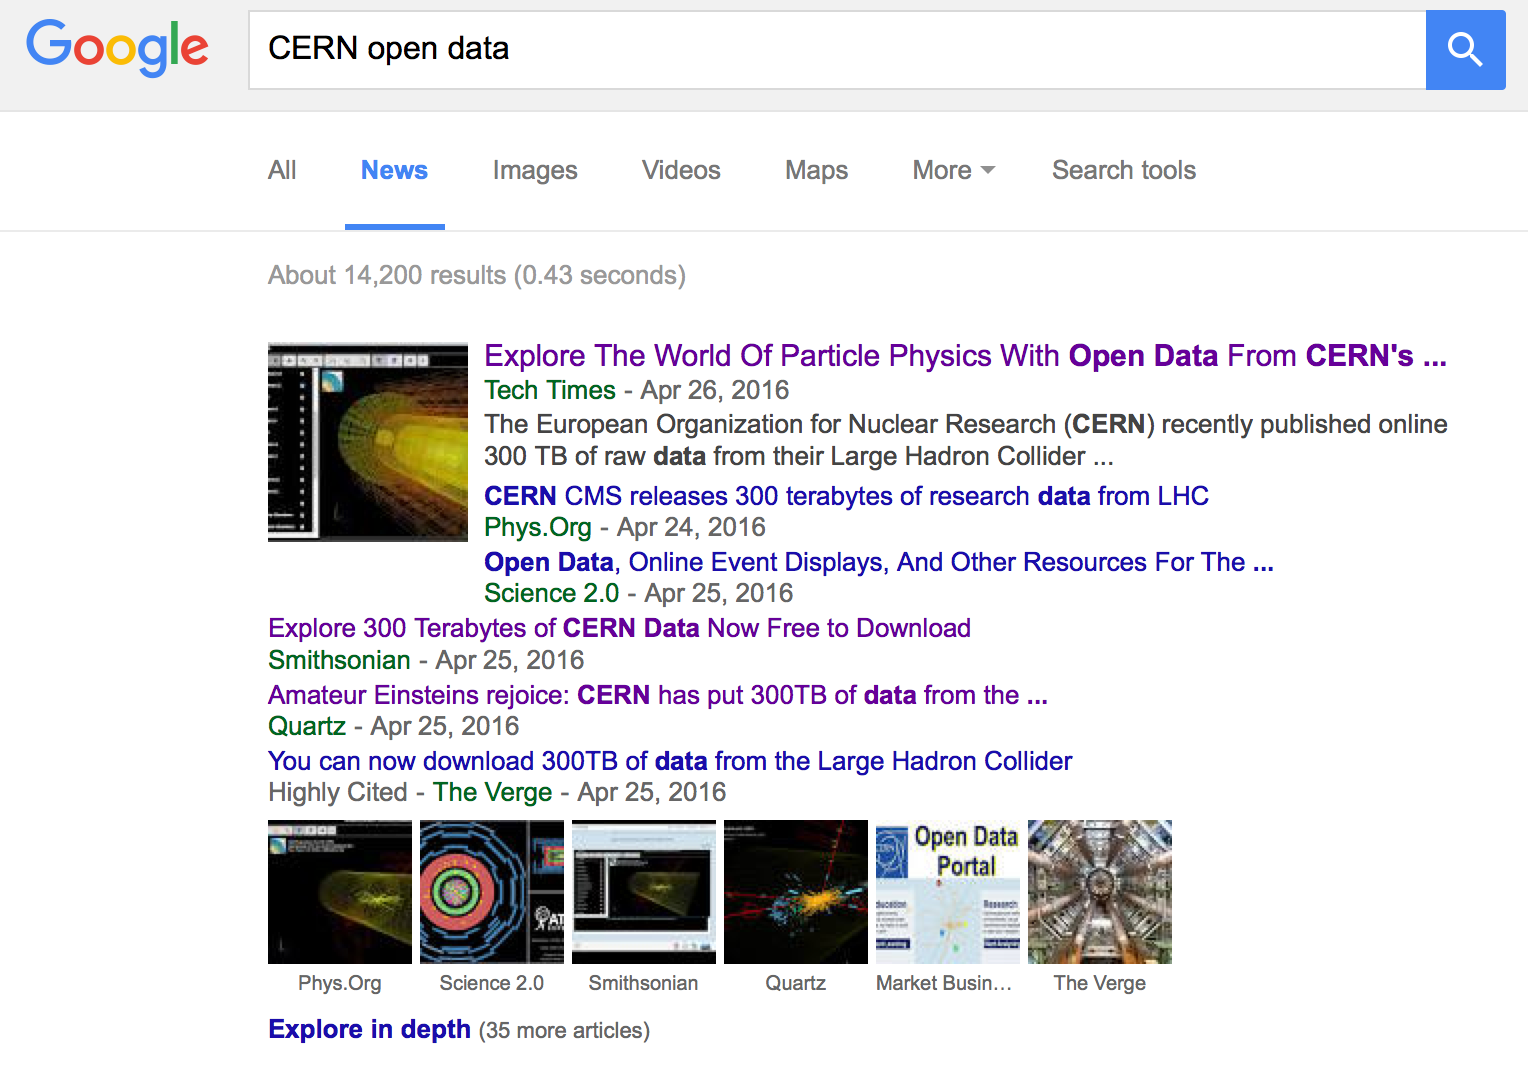 Google
CERN open data
All News Images Videos Maps More Search tools
About 14,200 results (0.43 seconds)
Explore The World Of Particle Physics With Open Data From CERN's ...
Tech Times - Apr 26, 2016
The European Organization for Nuclear Research (CERN) recently published online
300 TB of raw data from their Large Hadron Collider ...
CERN CMS releases 300 terabytes of research data from LHC
Phys.Org - Apr 24, 2016
Open Data, Online Event Displays, And Other Resources For The ...
Science 2.0 - Apr 25, 2016
Explore 300 Terabytes of CERN Data Now Free to Download
Smithsonian - Apr 25, 2016
Amateur Einsteins rejoice: CERN has put 300TB of data from the ...
Quartz - Apr 25, 2016
You can now download 300TB of data from the Large Hadron Collider
Highly Cited - The Verge - Apr 25, 2016
Open Data
Portal
Research
Phys.Org Science 2.0 Smithsonian Quartz Market Busin... The Verge
Explore in depth (35 more articles)